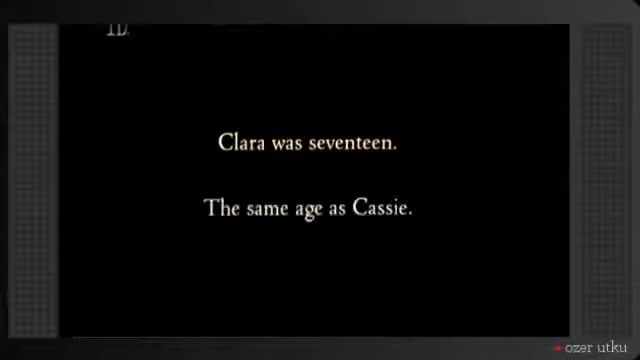 Clara was seventeen.
The same age as Cassie.
ozer utku